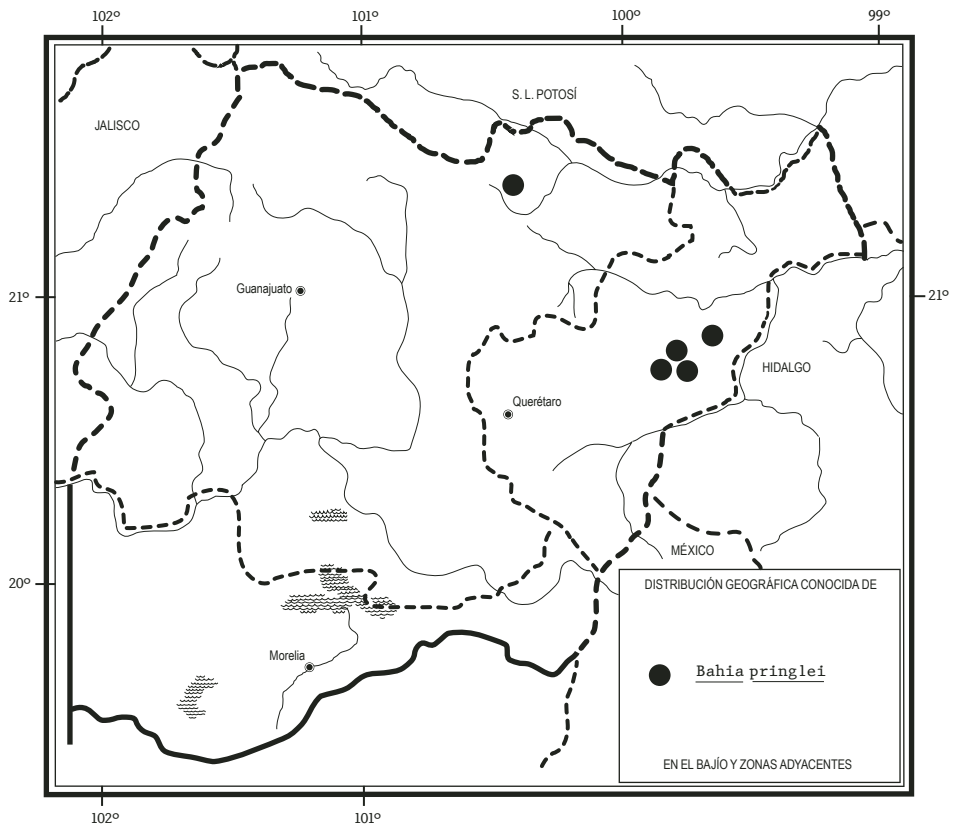 102º 101º 100º 99º
S. L. POTOSÍ
JALISCO
Guanajuato
21º
21º
HIDALGO
Querétaro
MÉXICO
20º
DISTRIBUCIÓN GEOGRÁFICA CONOCIDA DE
Morelia
Bahia pringlei
EN EL BAJÍO Y ZONAS ADYACENTES
102º 101º